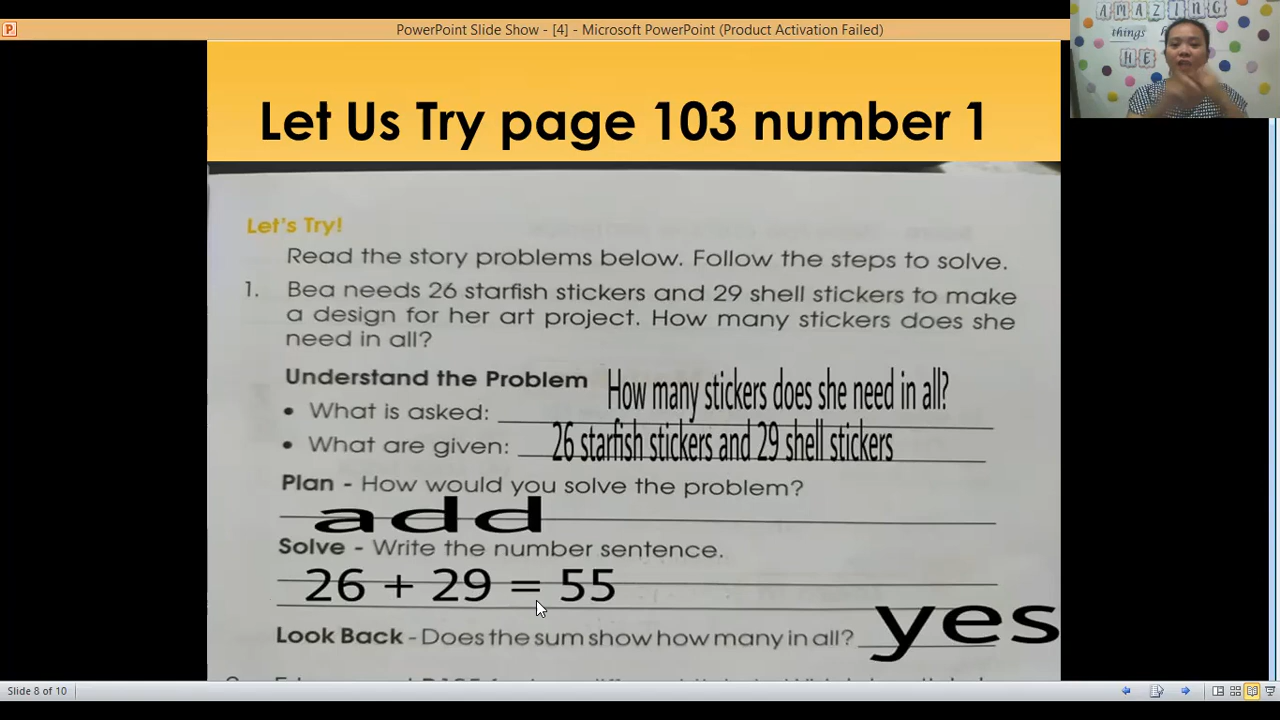 PowerPoint Slide Show - [4] - Microsoft PowerPoint (Product Activation Failed)
AMAZING
things
HE
Let Us Try page 103 number 1
Let's Try!
Read the story problems below. Follow the steps to solve.
1. Bea needs 26 starfish stickers and 29 shell stickers to make
a design for her art project. How many stickers does she
need in all?
Understand the Problem
How many stickers does she need in all?
• What is asked:
• What are given: 26 starfish stickers and 29 shell stickers
Plan - How would you solve the problem?
add
Solve - Write the number sentence.
26 + 29 = 55
Look Back - Does the sum show how many in all? yes
Slide 8 of 10